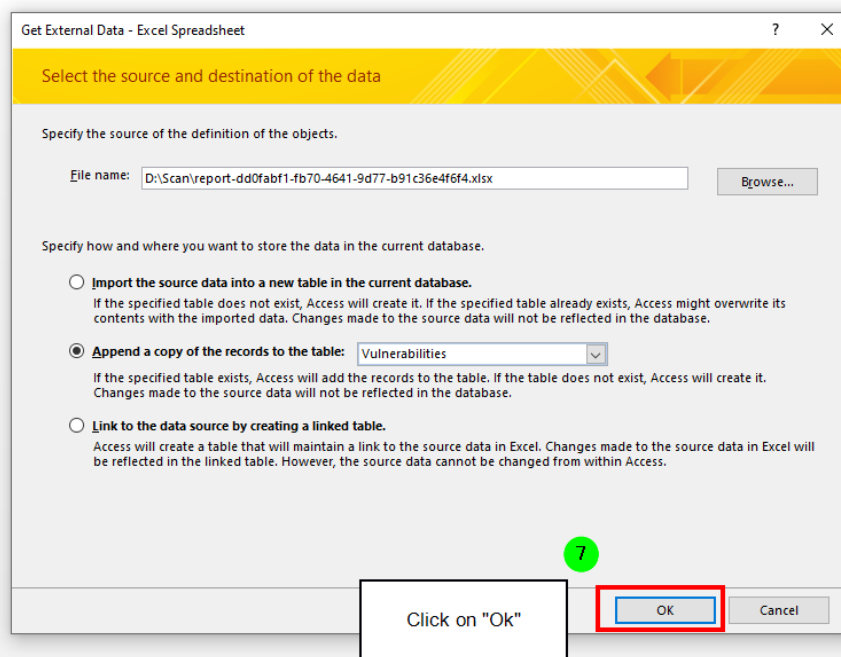 Get External Data - Excel Spreadsheet
?
Select the source and destination of the data
Specify the source of the definition of the objects.
File name:
D:\Scan\report-dd0fabf1-fb70-4641-9d77-b91c36e4f6f4.xlsx
Browse...
Specify how and where you want to store the data in the current database.
Import the source data into a new table in the current database.
If the specified table does not exist, Access will create it. If the specified table already exists, Access might overwrite its
contents with the imported data. Changes made to the source data will not be reflected in the database.
Append a copy of the records to the table:
Vulnerabilities
If the specified table exists, Access will add the records to the table. If the table does not exist, Access will create it.
Changes made to the source data will not be reflected in the database.
Link to the data source by creating a linked table.
Access will create a table that will maintain a link to the source data in Excel. Changes made to the source data in Excel will
be reflected in the linked table. However, the source data cannot be changed from within Access.
7
Click on "Ok"
OK
Cancel